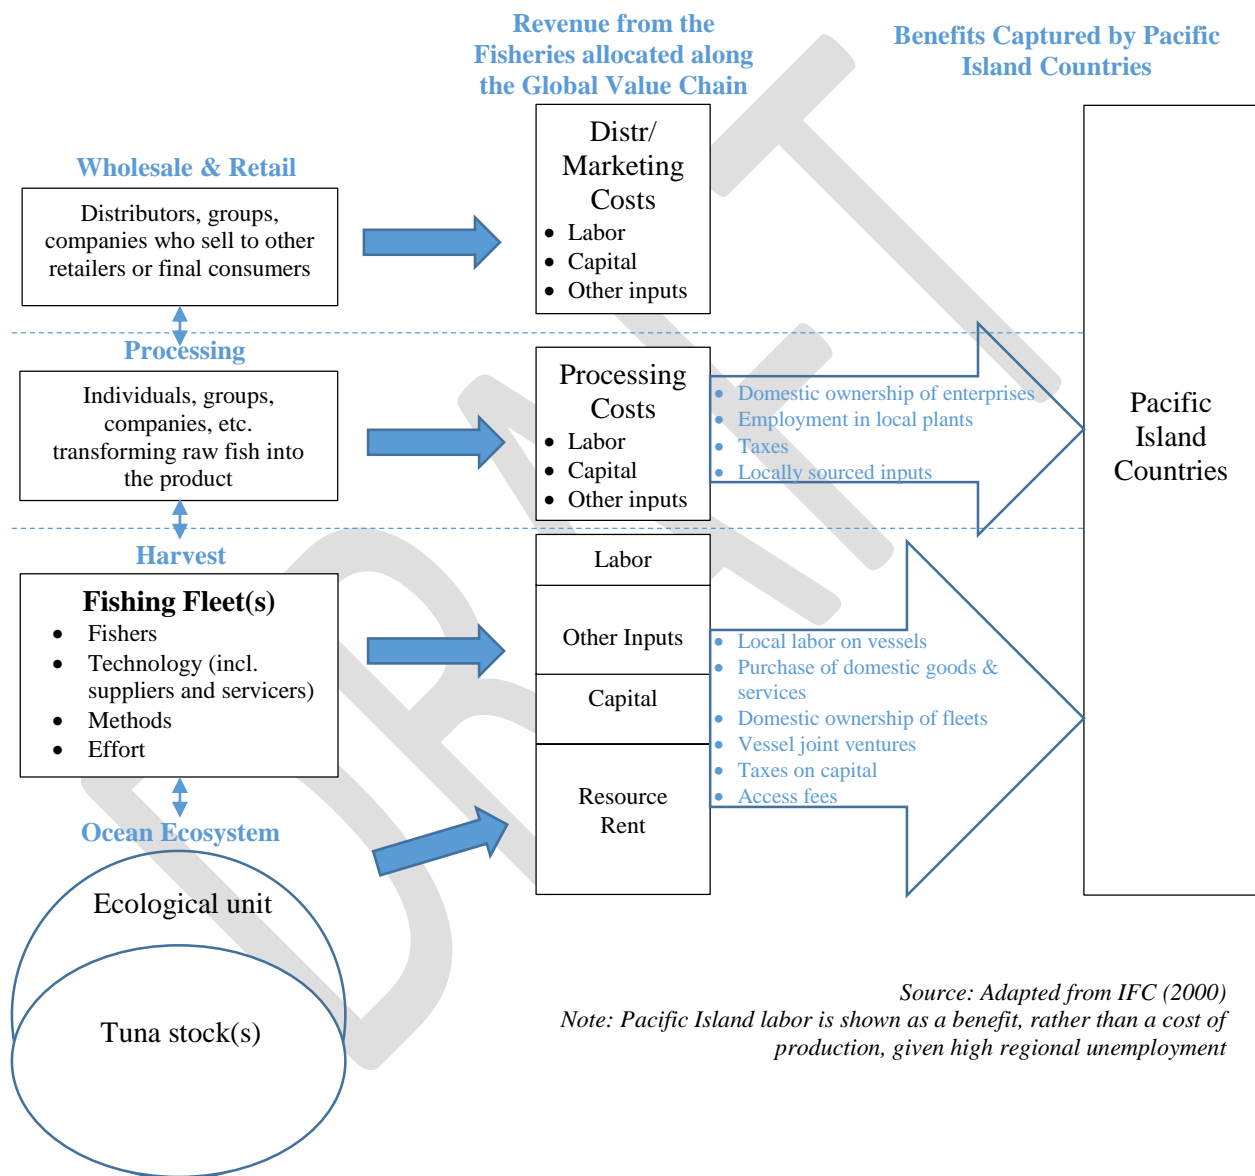 Revenue from the
Fisheries allocated along
the Global Value Chain
Benefits Captured by Pacific
Island Countries
Wholesale & Retail
Distributors, groups,
companies who sell to other
retailers or final consumers
Distr/
Marketing
Costs
• Labor
• Capital
• Other inputs
Processing
Individuals, groups,
companies, etc.
transforming raw fish into
the product
Processing
Costs
• Labor
• Capital
• Other inputs
• Domestic ownership of enterprises
• Employment in local plants
• Taxes
• Locally sourced inputs
Pacific
Island
Countries
Harvest
Fishing Fleet(s)
• Fishers
• Technology (incl.
suppliers and servicers)
• Methods
• Effort
Labor
Other Inputs
Capital
Resource
Rent
• Local labor on vessels
• Purchase of domestic goods &
services
• Domestic ownership of fleets
• Vessel joint ventures
• Taxes on capital
• Access fees
Ocean Ecosystem
Ecological unit
Tuna stock(s)
Source: Adapted from IFC (2000)
Note: Pacific Island labor is shown as a benefit, rather than a cost of
production, given high regional unemployment
DRAFT